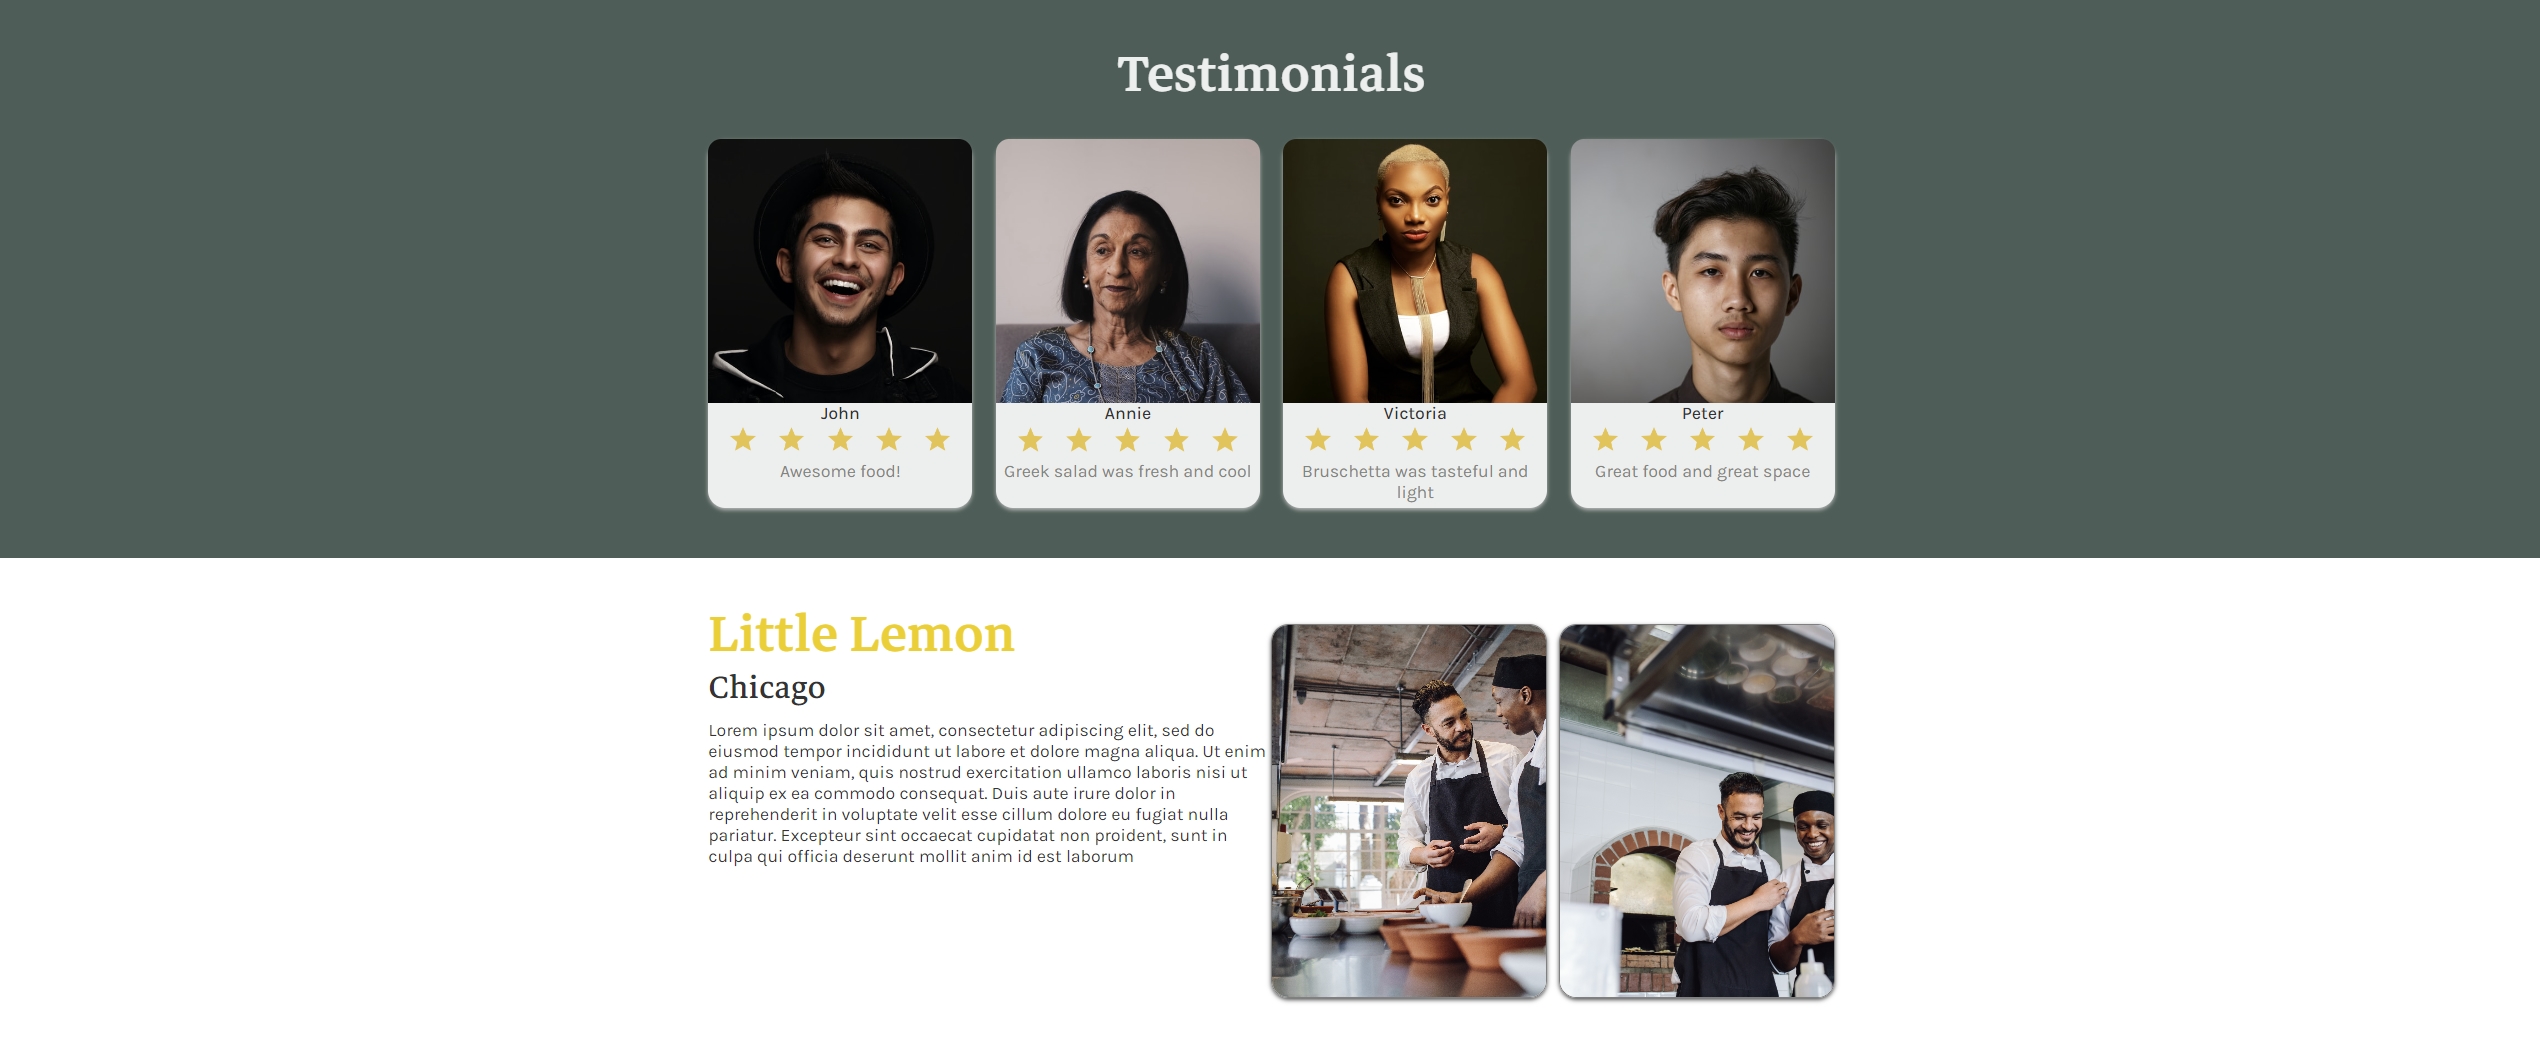 Testimonials
John
Awesome food!
Annie
Greek salad was fresh and cool
Victoria
Bruschetta was tasteful and
light
Peter
Great food and great space
Little Lemon
Chicago
Lorem ipsum dolor sit amet, consectetur adipiscing elit, sed do
eiusmod tempor incididunt ut labore et dolore magna aliqua. Ut enim
ad minim veniam, quis nostrud exercitation ullamco laboris nisi ut
aliquip ex ea commodo consequat. Duis aute irure dolor in
reprehenderit in voluptate velit esse cillum dolore eu fugiat nulla
pariatur. Excepteur sint occaecat cupidatat non proident, sunt in
culpa qui officia deserunt mollit anim id est laborum